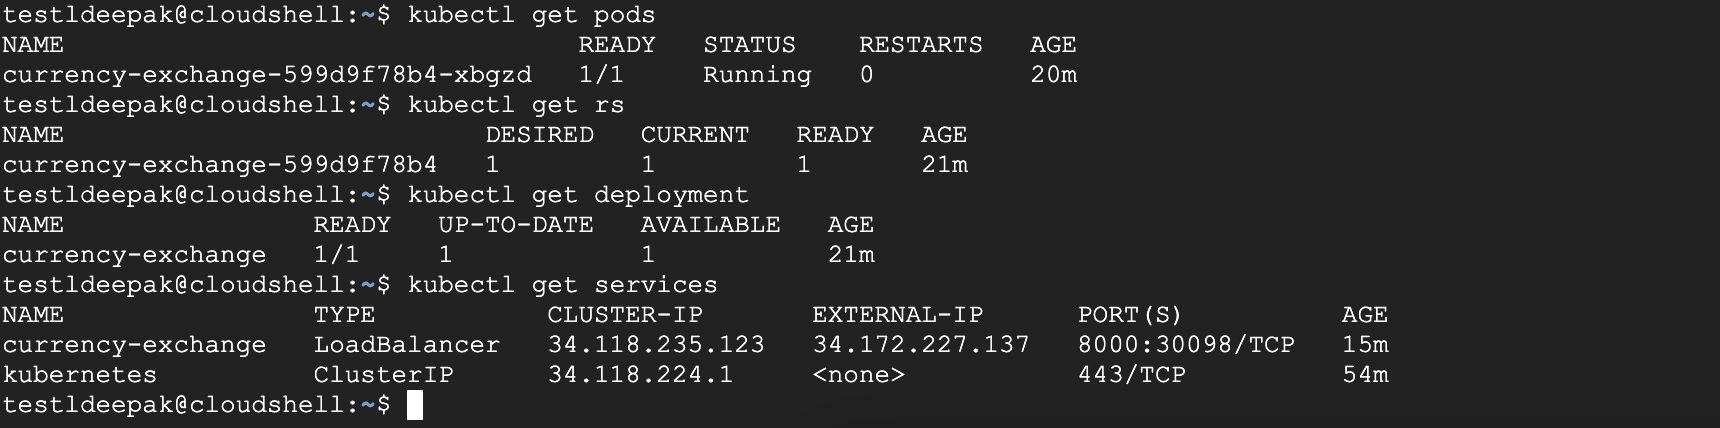 testldeepak@cloudshell:~$ kubectl get pods
NAME                                 READY   STATUS    RESTARTS   AGE
currency-exchange-599d9f78b4-xbgzd   1/1     Running   0          20m
testldeepak@cloudshell:~$ kubectl get rs
NAME                           DESIRED   CURRENT   READY   AGE
currency-exchange-599d9f78b4   1         1         1       21m
testldeepak@cloudshell:~$ kubectl get deployment
NAME                READY   UP-TO-DATE   AVAILABLE   AGE
currency-exchange   1/1     1            1           21m
testldeepak@cloudshell:~$ kubectl get services
NAME                TYPE           CLUSTER-IP       EXTERNAL-IP      PORT(S)          AGE
currency-exchange   LoadBalancer   34.118.235.123   34.172.227.137   8000:30098/TCP   15m
kubernetes          ClusterIP      34.118.224.1     <none>           443/TCP          54m
testldeepak@cloudshell:~$